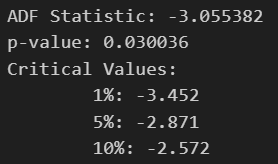 ADF Statistic: -3.055382
p-value: 0.030036
Critical Values:
	1%: -3.452
	5%: -2.871
	10%: -2.572